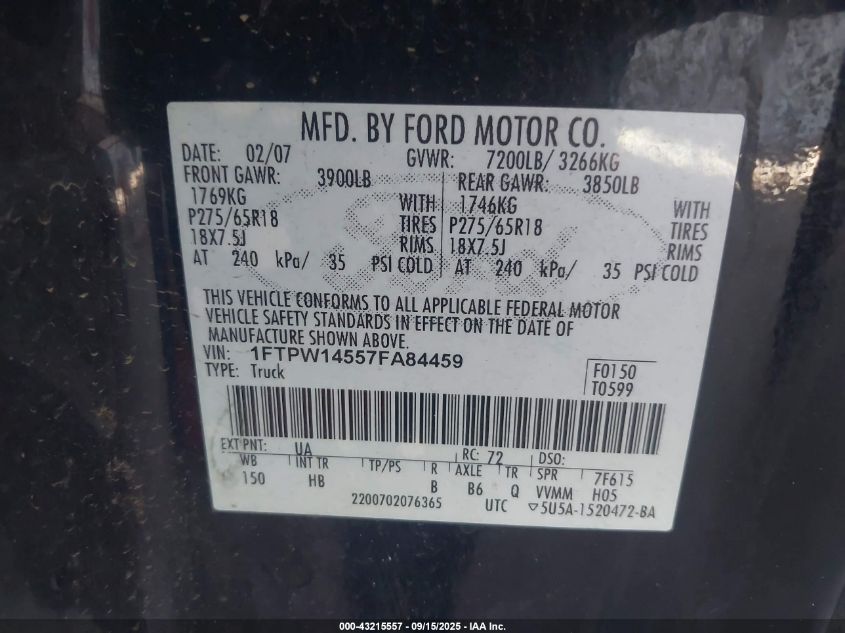 MFD. BY FORD MOTOR CO.
DATE: 02/07 GVWR: 7200LB/ 3266KG
FRONT GAWR: 3900LB REAR GAWR: 3850LB
1769KG WITH 1746KG WITH
P275/65R18 TIRES P275/65R18 TIRES
18X7.5J RIMS 18X7.5J RIMS
AT 240 kPa/ 35 PSI COLD AT 240 kPa/ 35 PSI COLD
THIS VEHICLE CONFORMS TO ALL APPLICABLE FEDERAL MOTOR
VEHICLE SAFETY STANDARDS IN EFFECT ON THE DATE OF
MANUFACTURE SHOWN ABOVE.
VIN: 1FTPW14557FA84459
TYPE: Truck
F0150
T0599
EXT PNT: UA RC: 72 DSO:
WB INT TR TP/PS R AXLE TR SPR 7F615
150 HB B B6 Q VVMM H05
2200702076365 UTC ▽5U5A-1520472-BA
000-43215557 - 09/15/2025 - IAA Inc.